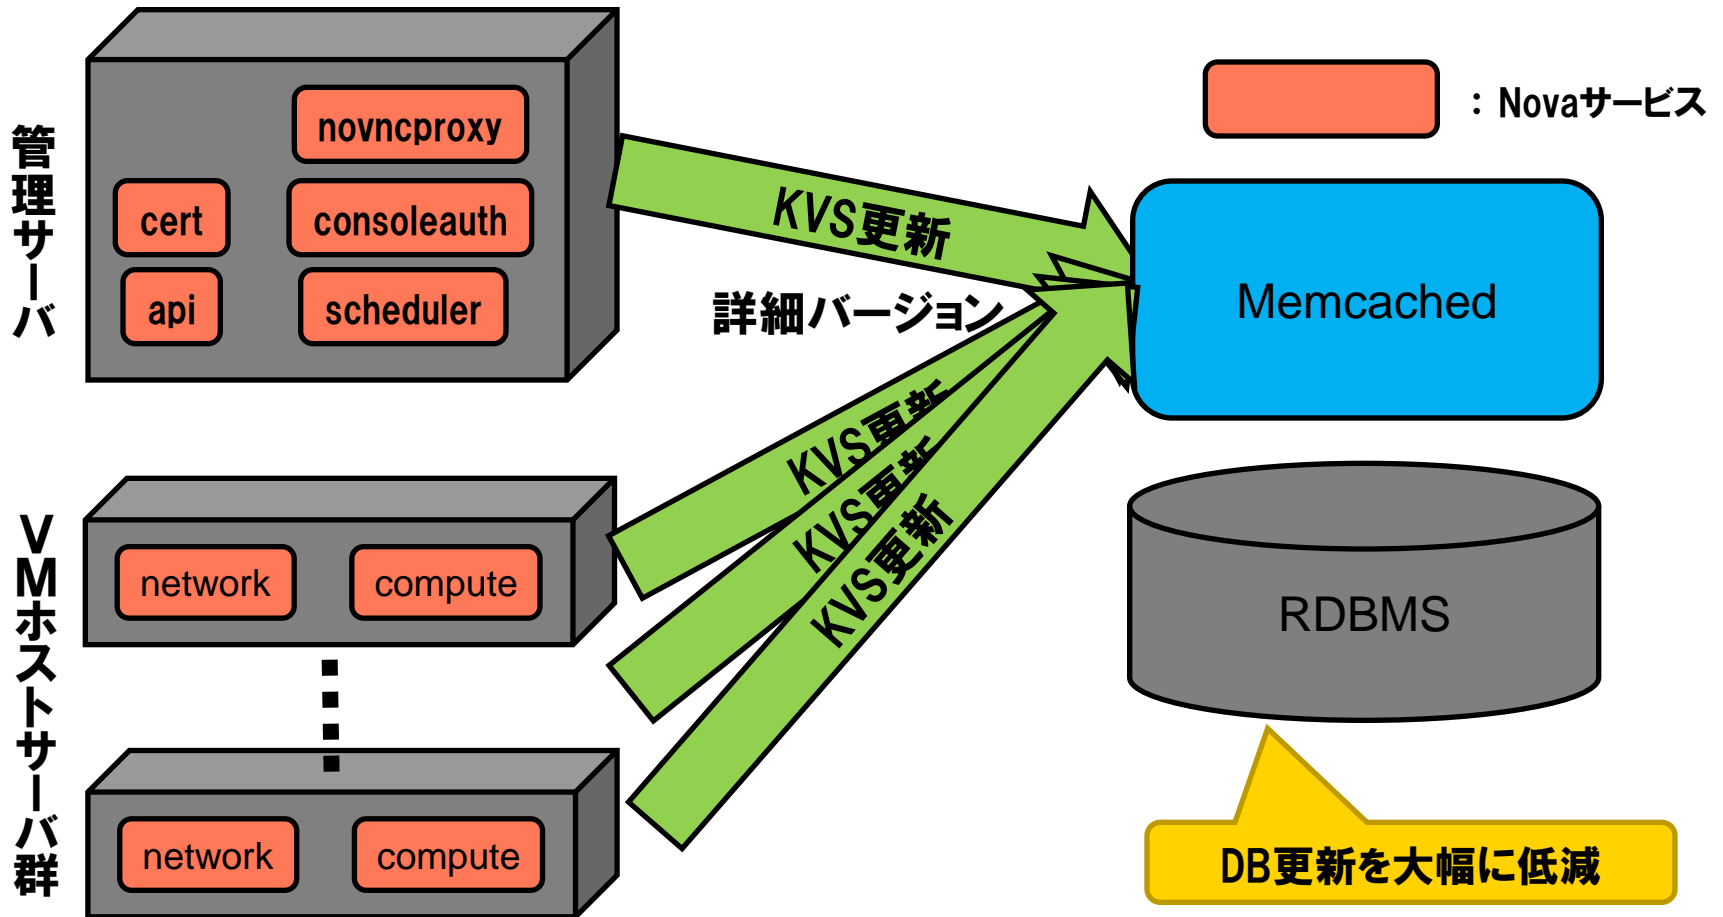 管理サーバ
novncproxy
cert
consoleauth
api
scheduler
KVS更新
詳細バージョン
: Novaサービス
Memcached
VMホストサーバ群
network
compute
network
compute
KVS更新
KVS更新
KVS更新
RDBMS
DB更新を大幅に低減